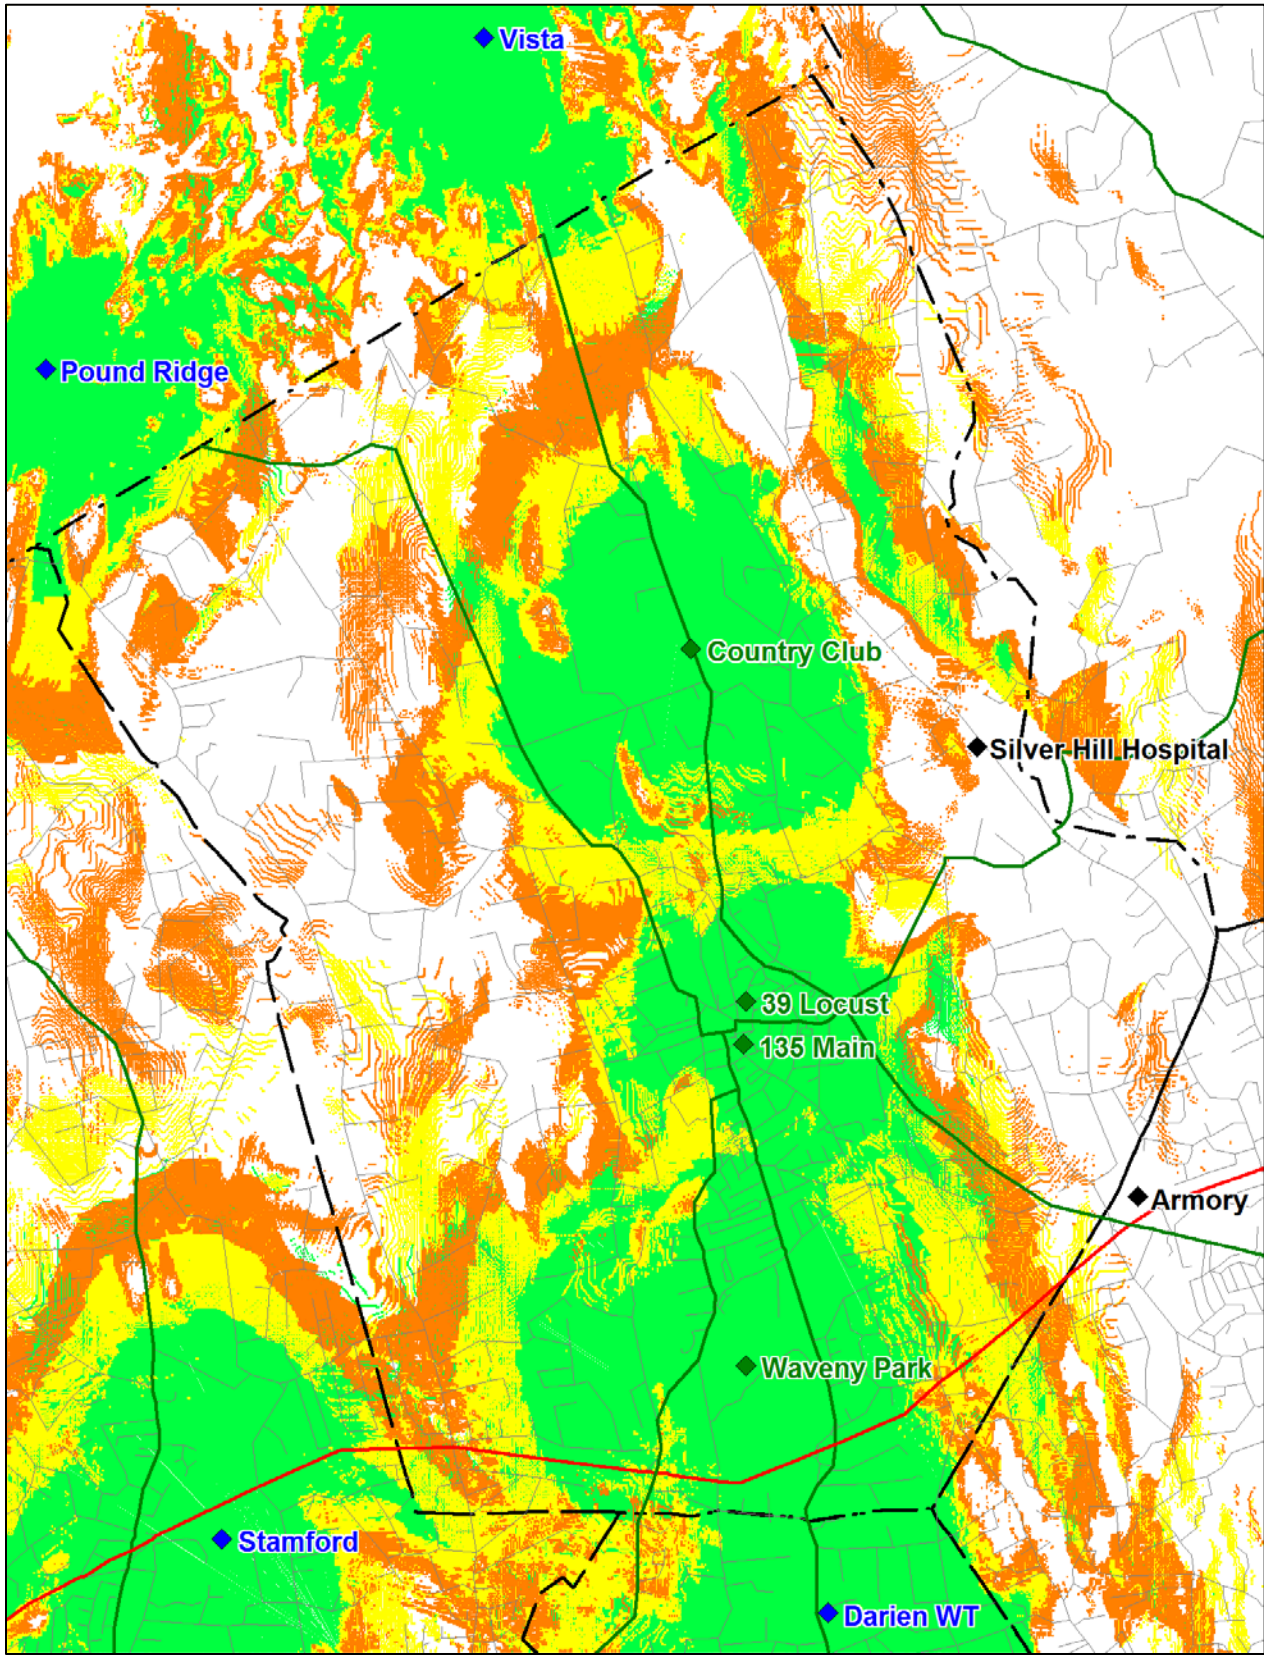 Vista
Pound Ridge
Country Club
Silver Hill Hospital
39 Locust
135 Main
Armory
Waveny Park
Stamford
Darien WT